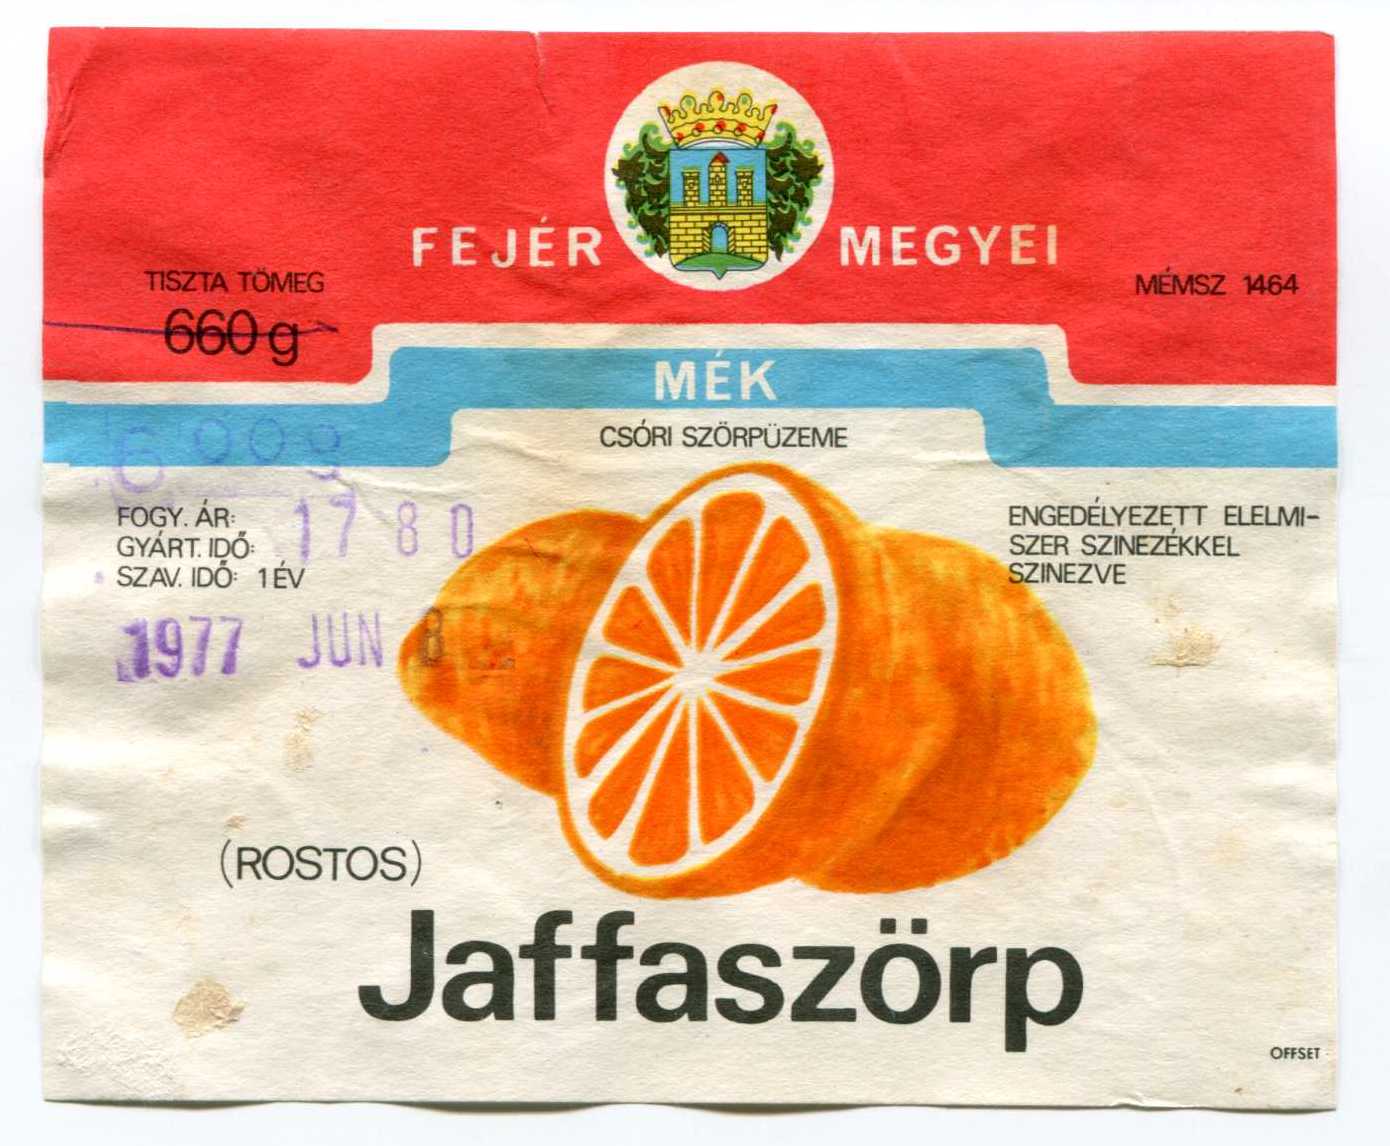 FEJÉR MEGYEI
TISZTA TÖMEG
660 g
MÉMSZ 1464
MÉK
CSÓRI SZÖRPÜZEME
600g
FOGY. ÁR: 17 80
GYÁRT. IDŐ:
SZAV. IDŐ: 1 ÉV
1977 JUN 8
ENGEDÉLYEZETT ELELMI-
SZER SZINEZÉKKEL
SZINEZVE
(ROSTOS)
Jaffaszörp
OFFSET